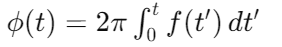 ϕ(t) = 2π ∫₀ᵗ f(t′) dt′